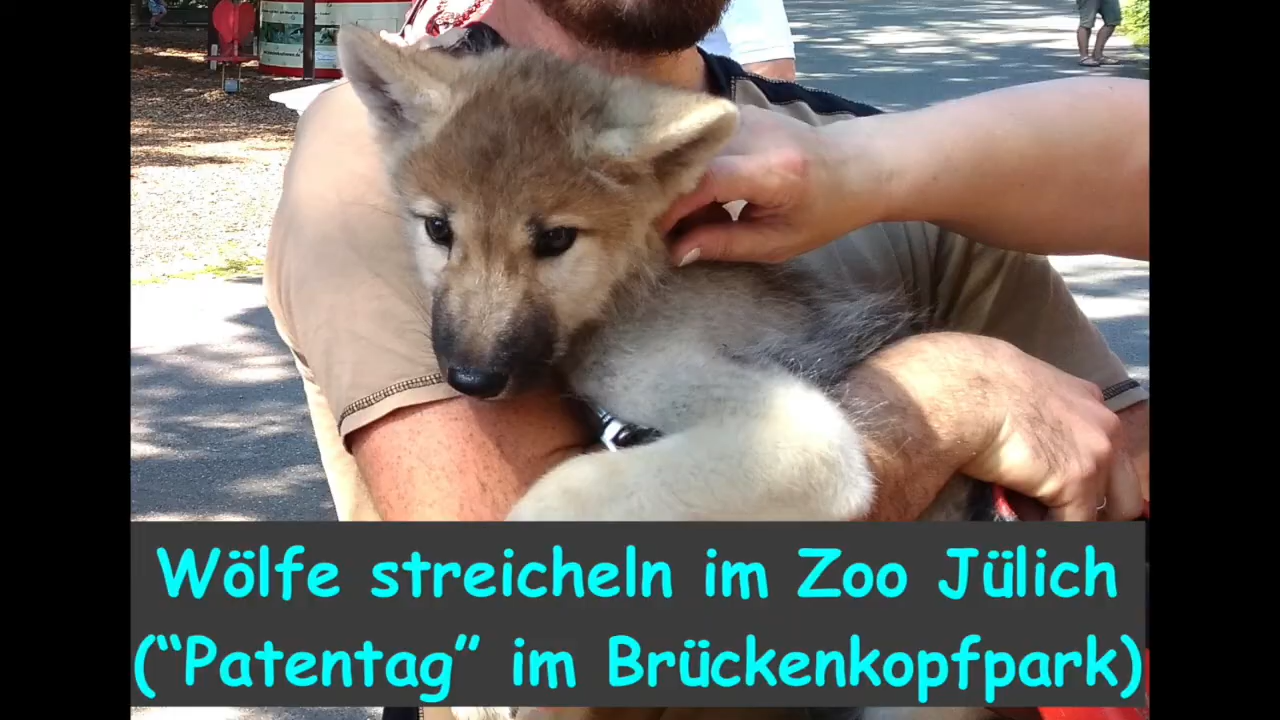 Wölfe streicheln im Zoo Jülich
(“Patentag” im Brückenkopfpark)